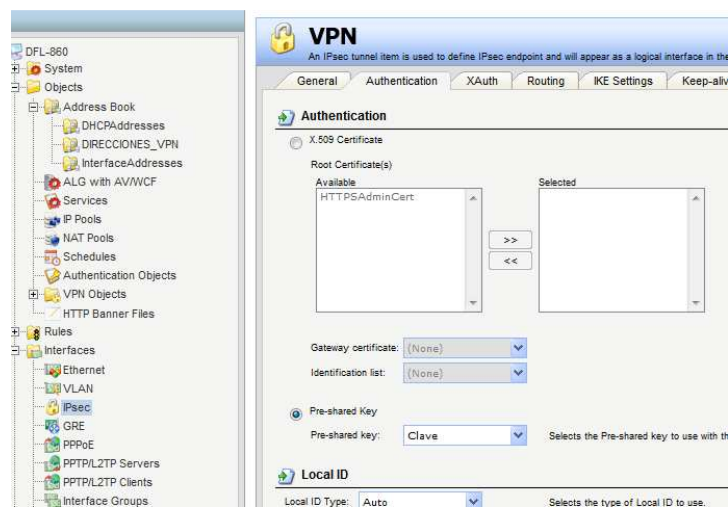 DFL-860
System
Objects
Address Book
DHCPAddresses
DIRECCIONES_VPN
InterfaceAddresses
ALG with AV/WCF
Services
IP Pools
NAT Pools
Schedules
Authentication Objects
VPN Objects
HTTP Banner Files
Rules
Interfaces
Ethernet
VLAN
IPsec
GRE
PPPoE
PPTP/L2TP Servers
PPTP/L2TP Clients
Interface Groups
VPN
An IPsec tunnel item is used to define IPsec endpoint and will appear as a logical interface in the
General Authentication XAuth Routing IKE Settings Keep-aliv
Authentication
X.509 Certificate
Root Certificate(s)
Available Selected
HTTPSAdminCert
>>
<<
Gateway certificate: (None)
Identification list: (None)
Pre-shared Key
Pre-shared key: Clave Selects the Pre-shared key to use with th
Local ID
Local ID Type: Auto Selects the type of Local ID to use.